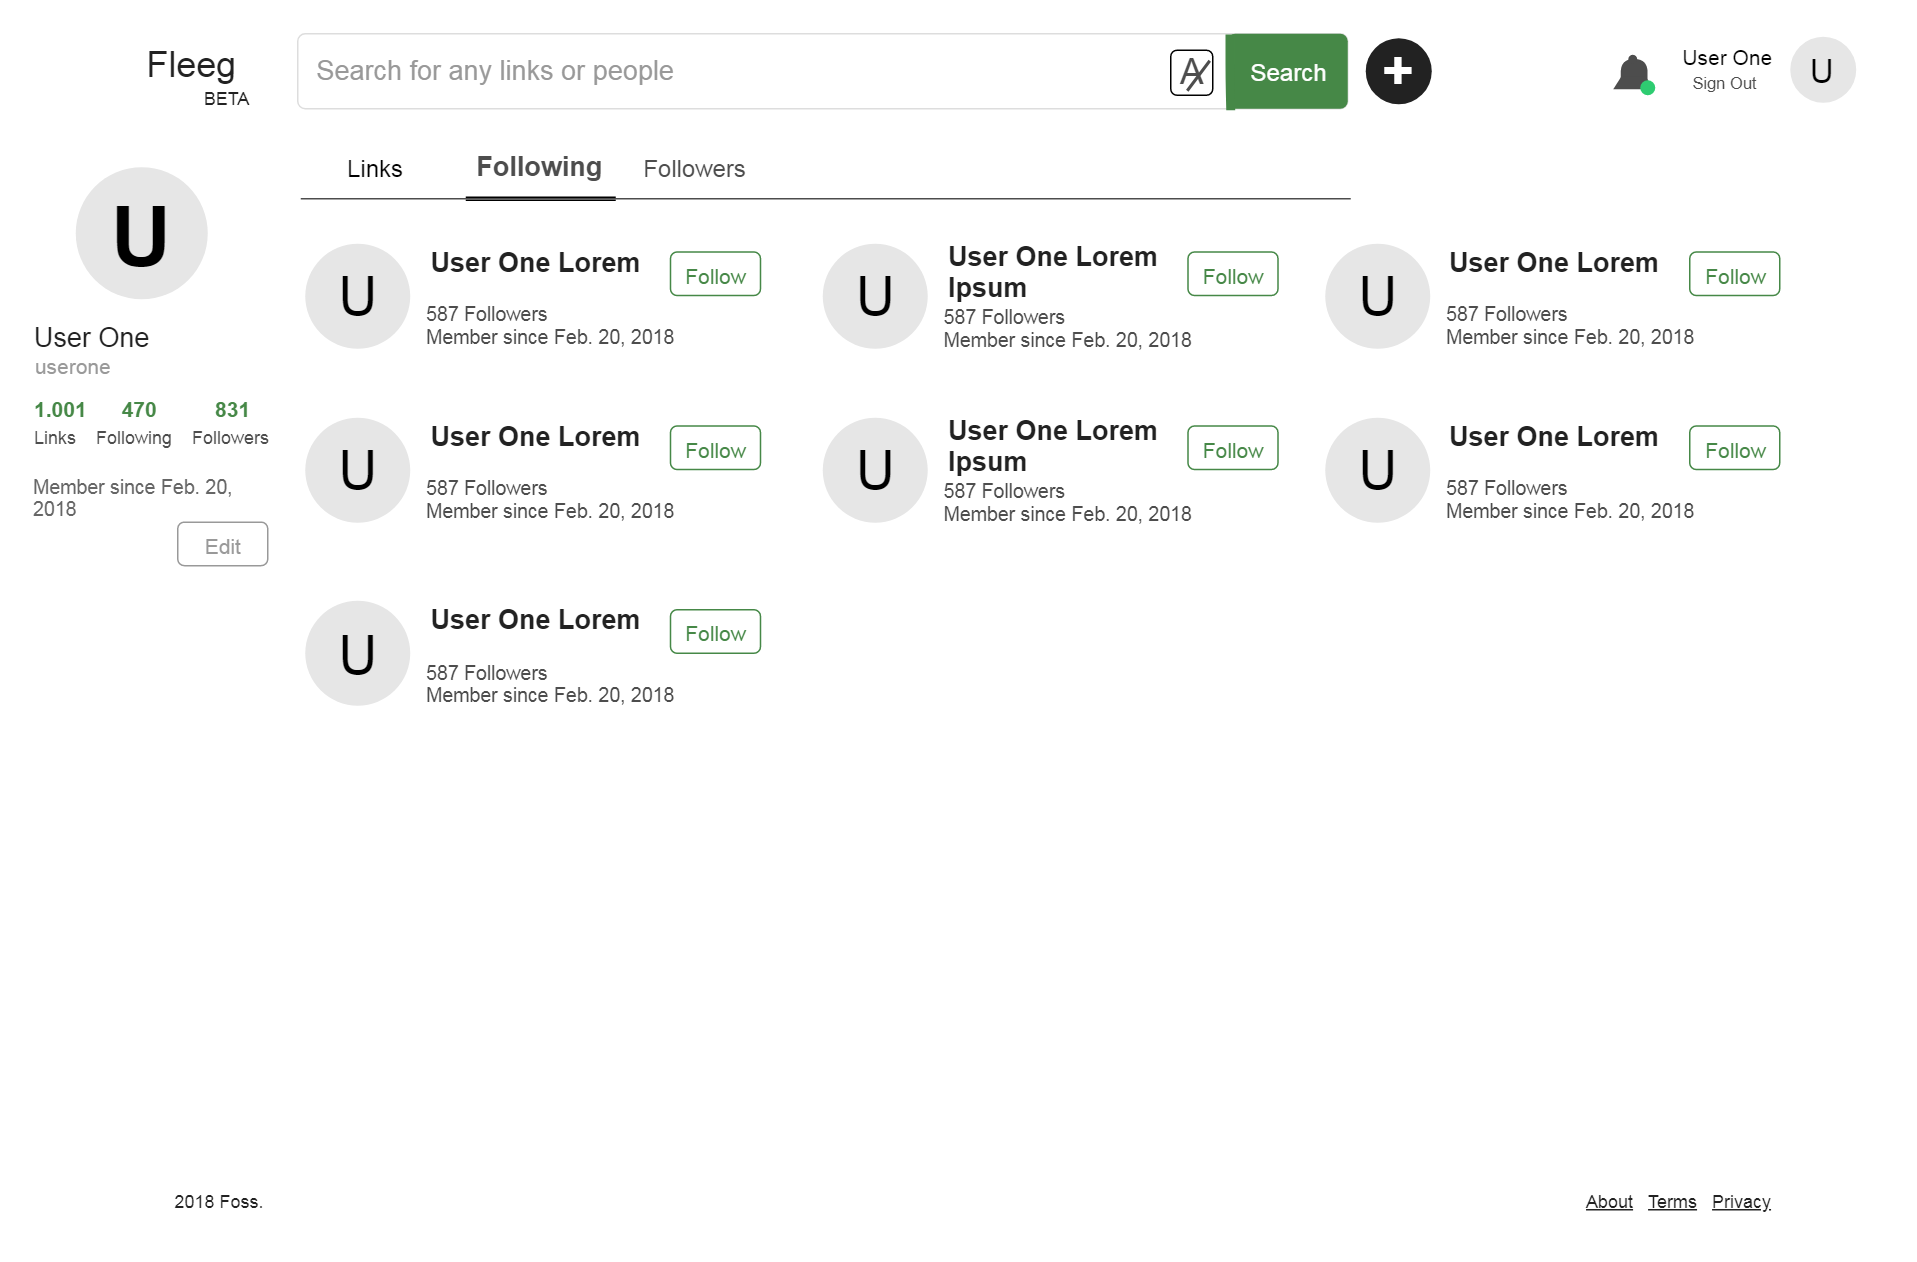 Fleeg
BETA
Search for any links or people
A
Search
User One
Sign Out
U
Links
Following
Followers
U
User One
userone
1.001
470
831
Links
Following
Followers
Member since Feb. 20,
2018
Edit
U
User One Lorem
Follow
587 Followers
Member since Feb. 20, 2018
U
User One Lorem
Ipsum
Follow
587 Followers
Member since Feb. 20, 2018
U
User One Lorem
Follow
587 Followers
Member since Feb. 20, 2018
U
User One Lorem
Follow
587 Followers
Member since Feb. 20, 2018
U
User One Lorem
Ipsum
Follow
587 Followers
Member since Feb. 20, 2018
U
User One Lorem
Follow
587 Followers
Member since Feb. 20, 2018
U
User One Lorem
Follow
587 Followers
Member since Feb. 20, 2018
2018 Foss.
About Terms Privacy